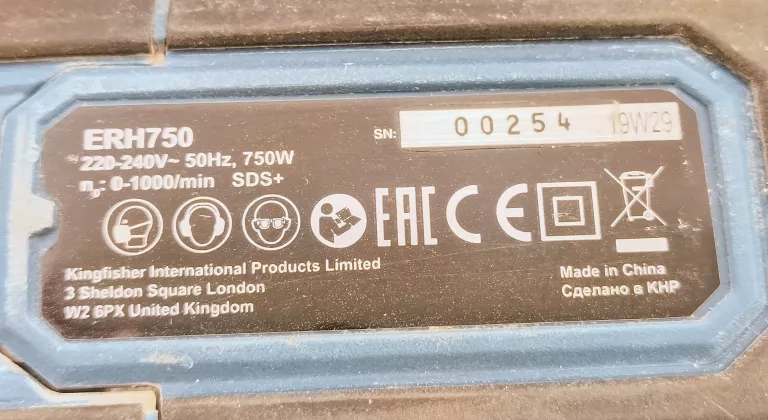 ERH750
SN: 00254 19W29
220-240V~ 50Hz, 750W
n₀: 0-1000/min SDS+
EAC CE
Kingfisher International Products Limited
3 Sheldon Square London
W2 6PX United Kingdom
Made in China
Сделано в КНР